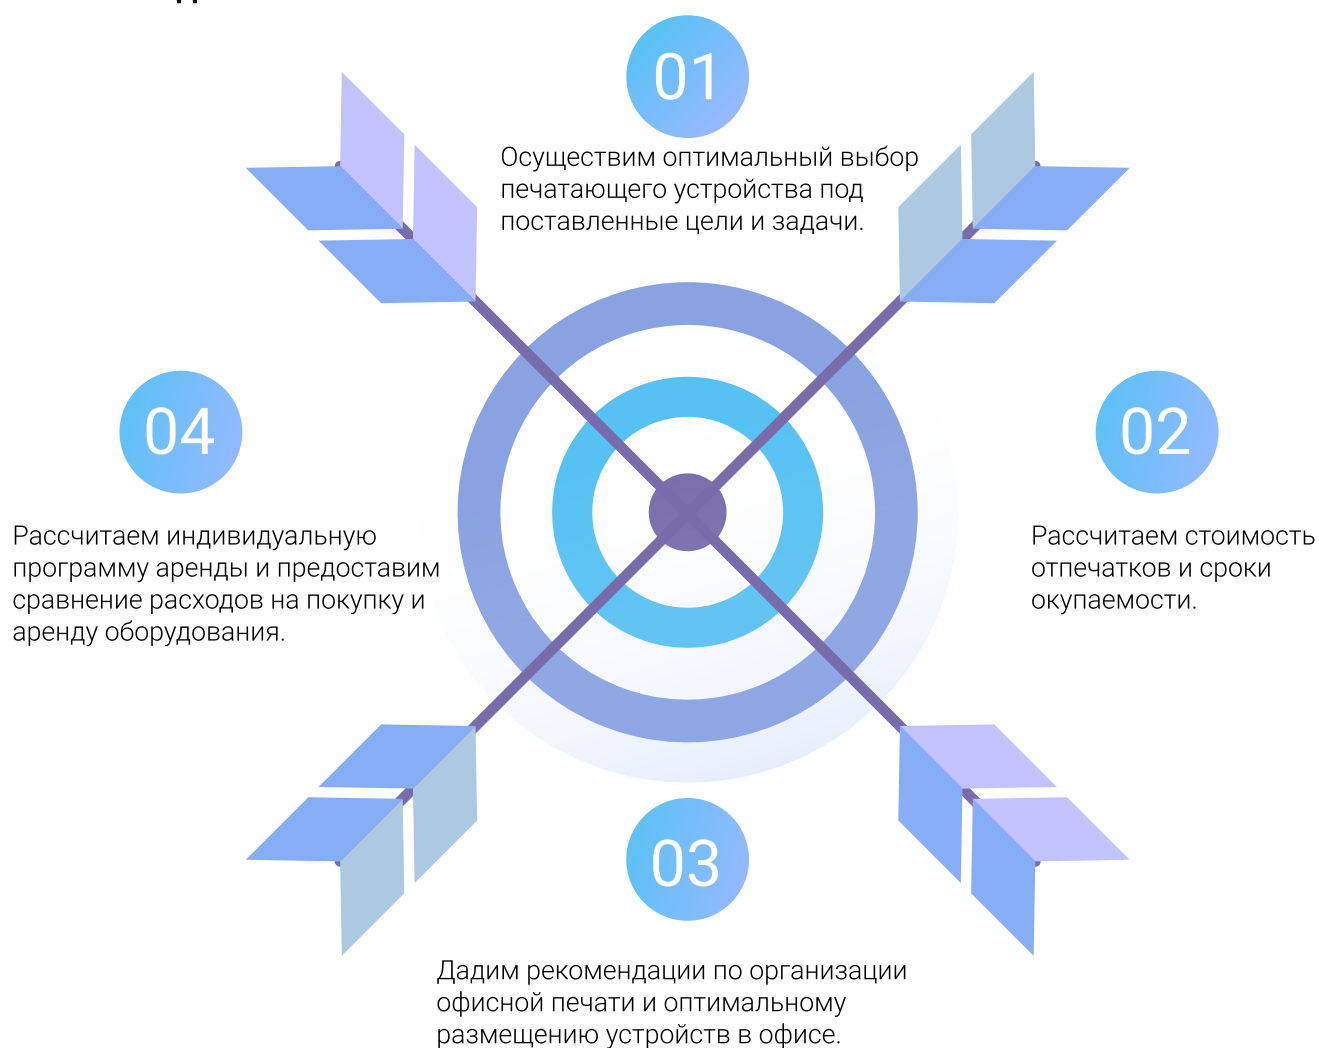 01
Осуществим оптимальный выбор
печатающего устройства под
поставленные цели и задачи.
02
Рассчитаем стоимость
отпечатков и сроки
окупаемости.
03
Дадим рекомендации по организации
офисной печати и оптимальному
размещению устройств в офисе.
04
Рассчитаем индивидуальную
программу аренды и предоставим
сравнение расходов на покупку и
аренду оборудования.